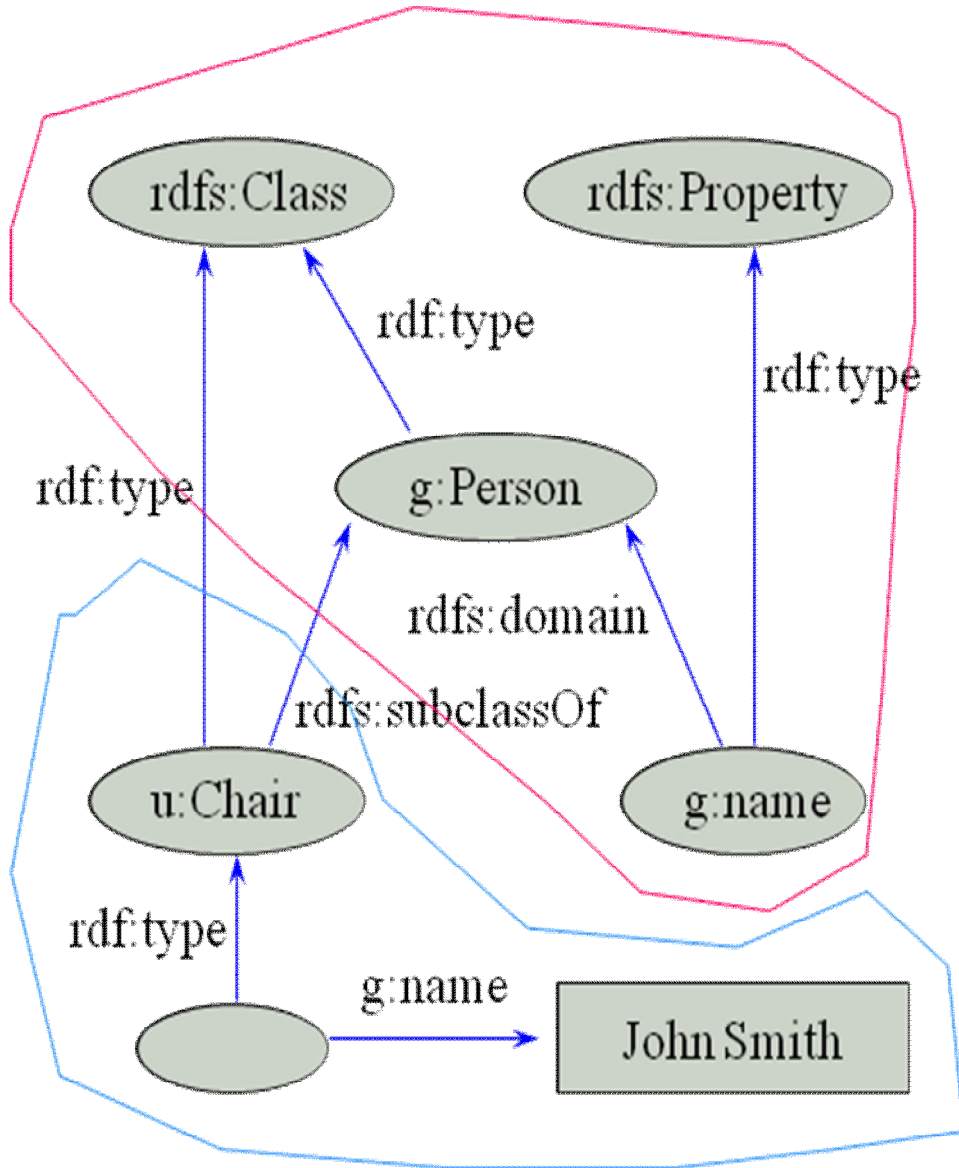 rdfs:Class
rdfs:Property
rdf:type
rdf:type
rdf:type
g:Person
rdfs:domain
rdfs:subclassOf
u:Chair
g:name
rdf:type
g:name
John Smith